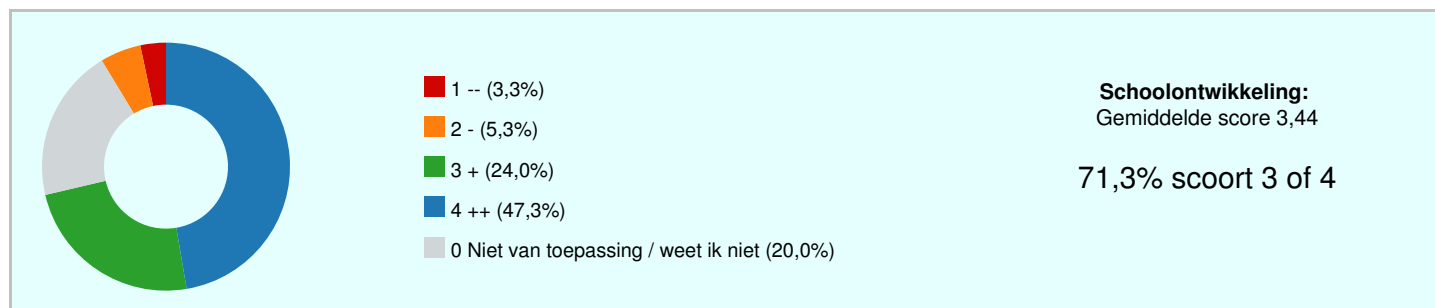 1 -- (3,3%)
2 - (5,3%)
3 + (24,0%)
4 ++ (47,3%)
0 Niet van toepassing / weet ik niet (20,0%)
Schoolontwikkeling:
Gemiddelde score 3,44
71,3% scoort 3 of 4